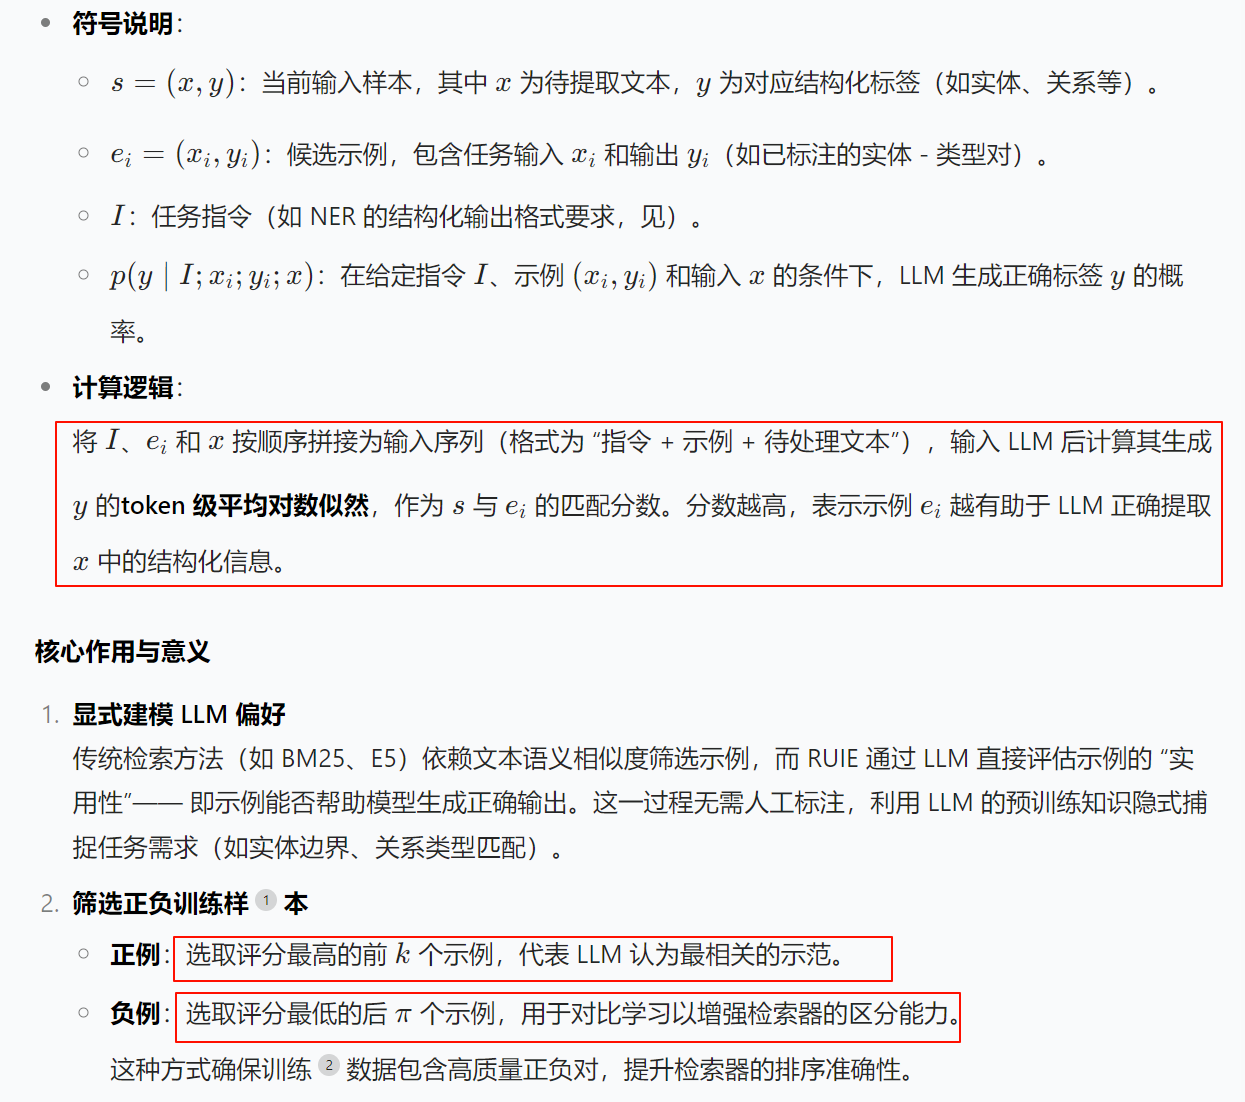 • 符号说明：
○ s = (x, y)：当前输入样本，其中 x 为待提取文本，y 为对应结构化标签（如实体、关系等）。
○ eᵢ = (xᵢ, yᵢ)：候选示例，包含任务输入 xᵢ 和输出 yᵢ（如已标注的实体 - 类型对）。
○ I：任务指令（如 NER 的结构化输出格式要求，见）。
○ p(y | I; xᵢ; yᵢ; x)：在给定指令 I、示例 (xᵢ, yᵢ) 和输入 x 的条件下，LLM 生成正确标签 y 的概
率。
• 计算逻辑：
将 I、eᵢ 和 x 按顺序拼接为输入序列（格式为 “指令 + 示例 + 待处理文本”），输入 LLM 后计算其生成
y 的token 级平均对数似然，作为 s 与 eᵢ 的匹配分数。分数越高，表示示例 eᵢ 越有助于 LLM 正确提取
x 中的结构化信息。
核心作用与意义
1. 显式建模 LLM 偏好
传统检索方法（如 BM25、E5）依赖文本语义相似度筛选示例，而 RUIE 通过 LLM 直接评估示例的 “实
用性”—— 即示例能否帮助模型生成正确输出。这一过程无需人工标注，利用 LLM 的预训练知识隐式捕
捉任务需求（如实体边界、关系类型匹配）。
2. 筛选正负训练样 1 本
○ 正例：选取评分最高的前 k 个示例，代表 LLM 认为最相关的示范。
○ 负例：选取评分最低的后 π 个示例，用于对比学习以增强检索器的区分能力。
这种方式确保训练 2 数据包含高质量正负对，提升检索器的排序准确性。